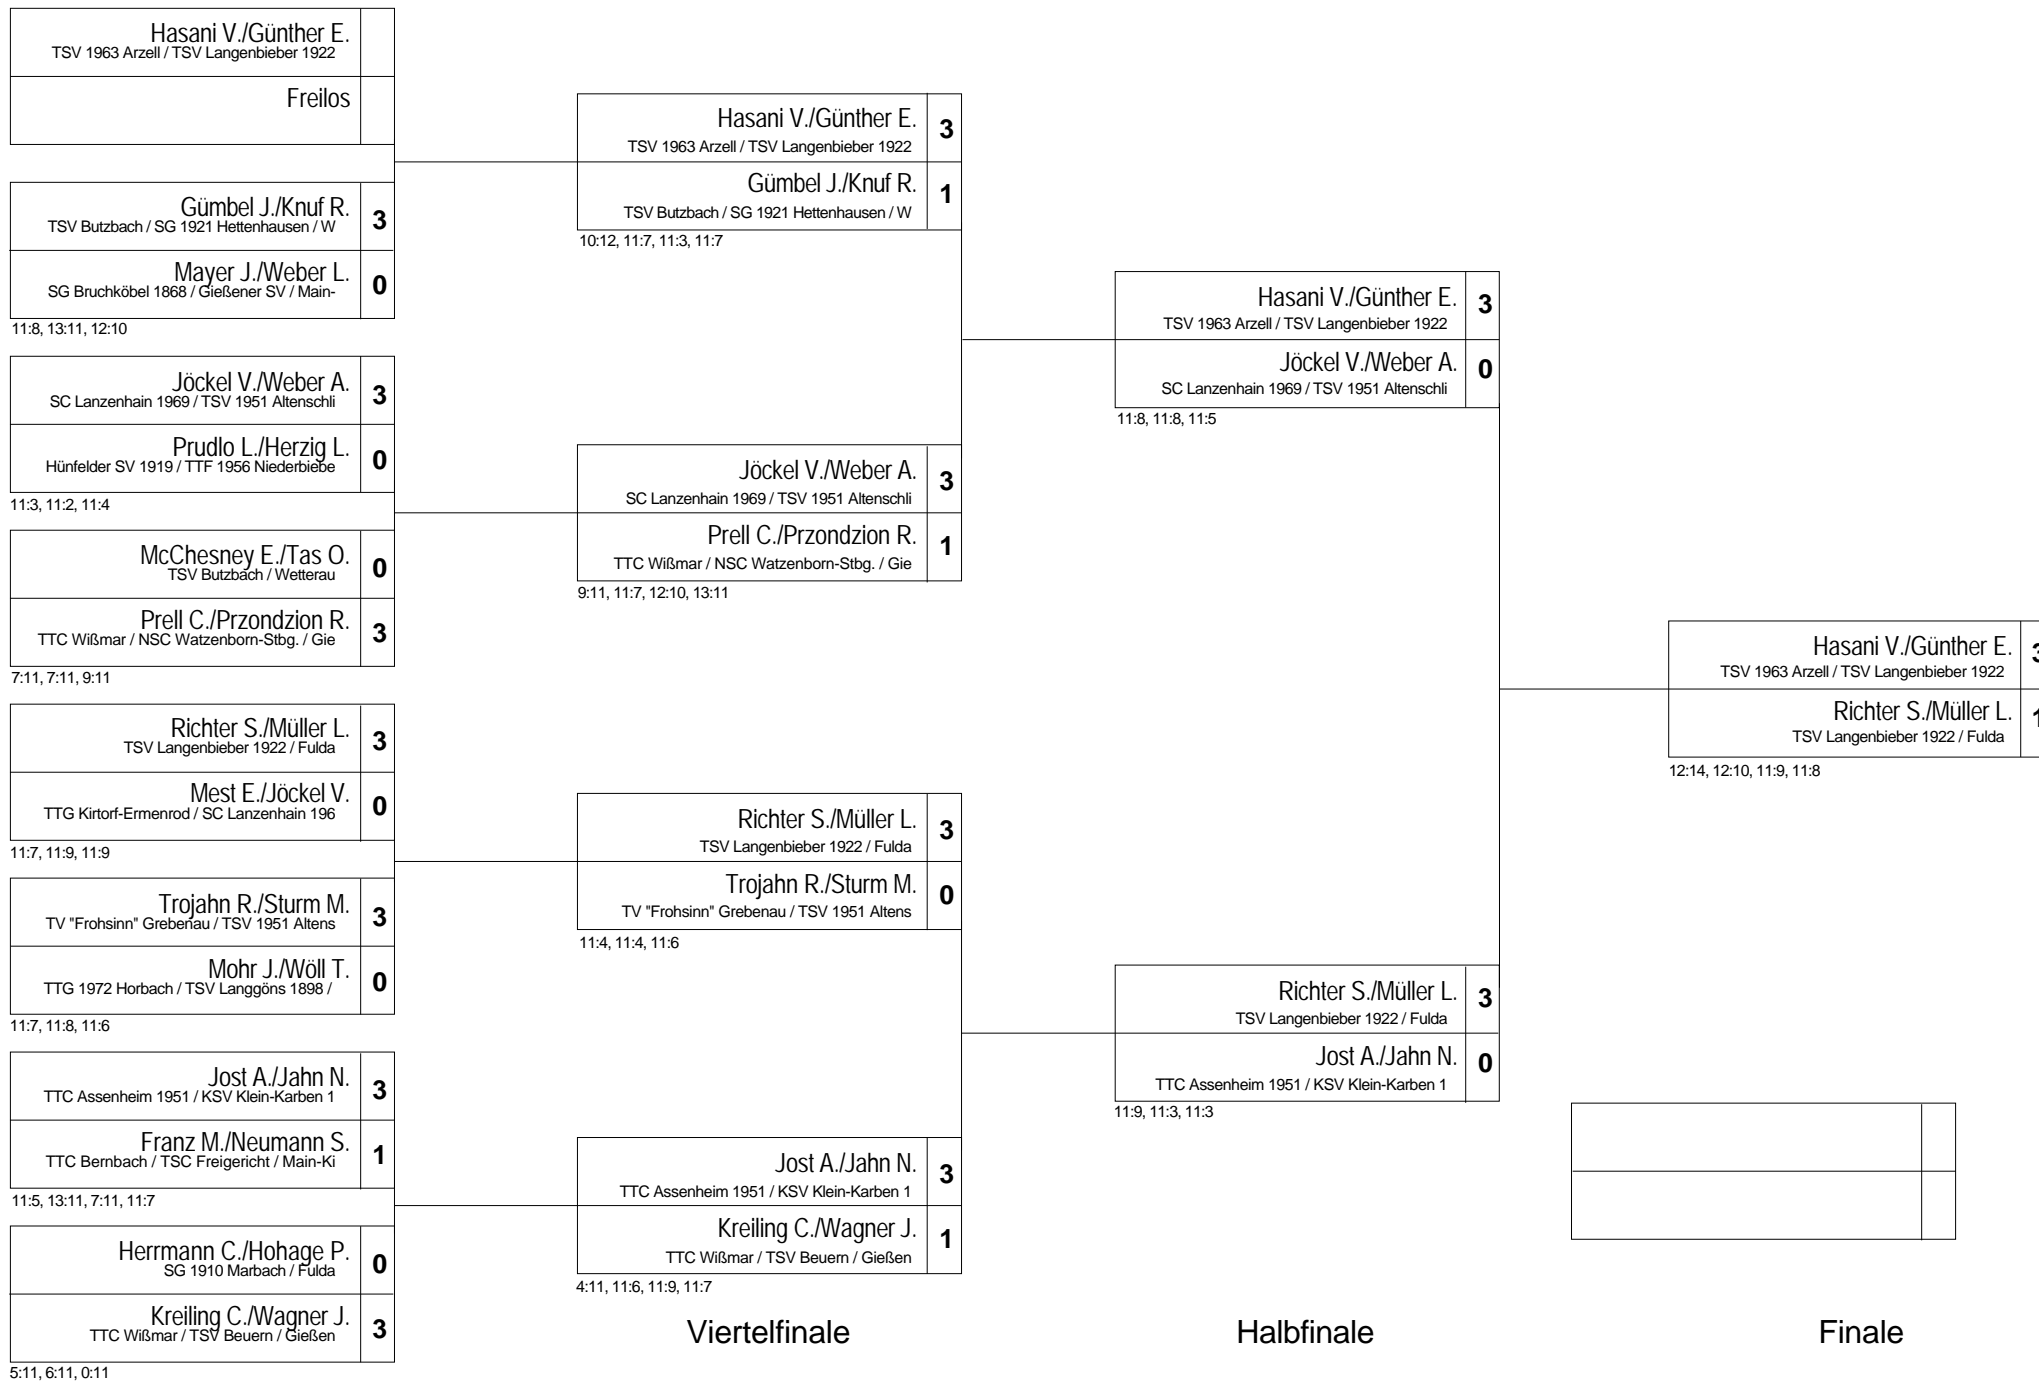 Hasani V./Günther E.
TSV 1963 Arzell / TSV Langenbieber 1922
Freilos
Gümbel J./Knuf R. 3
TSV Butzbach / SG 1921 Hettenhausen / W
Mayer J./Weber L. 0
SG Bruchköbel 1868 / Gießener SV / Main-
11:8, 13:11, 12:10
Jöckel V./Weber A. 3
SC Lanzenhain 1969 / TSV 1951 Altenschli
Prudlo L./Herzig L. 0
Hünfelder SV 1919 / TTF 1956 Niederbiebe
11:3, 11:2, 11:4
McChesney E./Tas O. 0
TSV Butzbach / Wetterau
Prell C./Przondzion R. 3
TTC Wißmar / NSC Watzenborn-Stbg. / Gie
7:11, 7:11, 9:11
Richter S./Müller L. 3
TSV Langenbieber 1922 / Fulda
Mest E./Jöckel V. 0
TTG Kirtorf-Ermenrod / SC Lanzenhain 196
11:7, 11:9, 11:9
Trojahn R./Sturm M. 3
TV "Frohsinn" Grebenau / TSV 1951 Altens
Mohr J./Wöll T. 0
TTG 1972 Horbach / TSV Langgöns 1898 /
11:7, 11:8, 11:6
Jost A./Jahn N. 3
TTC Assenheim 1951 / KSV Klein-Karben 1
Franz M./Neumann S. 1
TTC Bernbach / TSC Freigericht / Main-Ki
11:5, 13:11, 7:11, 11:7
Herrmann C./Hohage P. 0
SG 1910 Marbach / Fulda
Kreiling C./Wagner J. 3
TTC Wißmar / TSV Beuern / Gießen
5:11, 6:11, 0:11
Hasani V./Günther E. 3
TSV 1963 Arzell / TSV Langenbieber 1922
Gümbel J./Knuf R. 1
TSV Butzbach / SG 1921 Hettenhausen / W
10:12, 11:7, 11:3, 11:7
Jöckel V./Weber A. 3
SC Lanzenhain 1969 / TSV 1951 Altenschli
Prell C./Przondzion R. 1
TTC Wißmar / NSC Watzenborn-Stbg. / Gie
9:11, 11:7, 12:10, 13:11
Richter S./Müller L. 3
TSV Langenbieber 1922 / Fulda
Trojahn R./Sturm M. 0
TV "Frohsinn" Grebenau / TSV 1951 Altens
11:4, 11:4, 11:6
Jost A./Jahn N. 3
TTC Assenheim 1951 / KSV Klein-Karben 1
Kreiling C./Wagner J. 1
TTC Wißmar / TSV Beuern / Gießen
4:11, 11:6, 11:9, 11:7
Viertelfinale
Hasani V./Günther E. 3
TSV 1963 Arzell / TSV Langenbieber 1922
Jöckel V./Weber A. 0
SC Lanzenhain 1969 / TSV 1951 Altenschli
11:8, 11:8, 11:5
Richter S./Müller L. 3
TSV Langenbieber 1922 / Fulda
Jost A./Jahn N. 0
TTC Assenheim 1951 / KSV Klein-Karben 1
11:9, 11:3, 11:3
Halbfinale
Hasani V./Günther E. 3
TSV 1963 Arzell / TSV Langenbieber 1922
Richter S./Müller L. 1
TSV Langenbieber 1922 / Fulda
12:14, 12:10, 11:9, 11:8
Finale